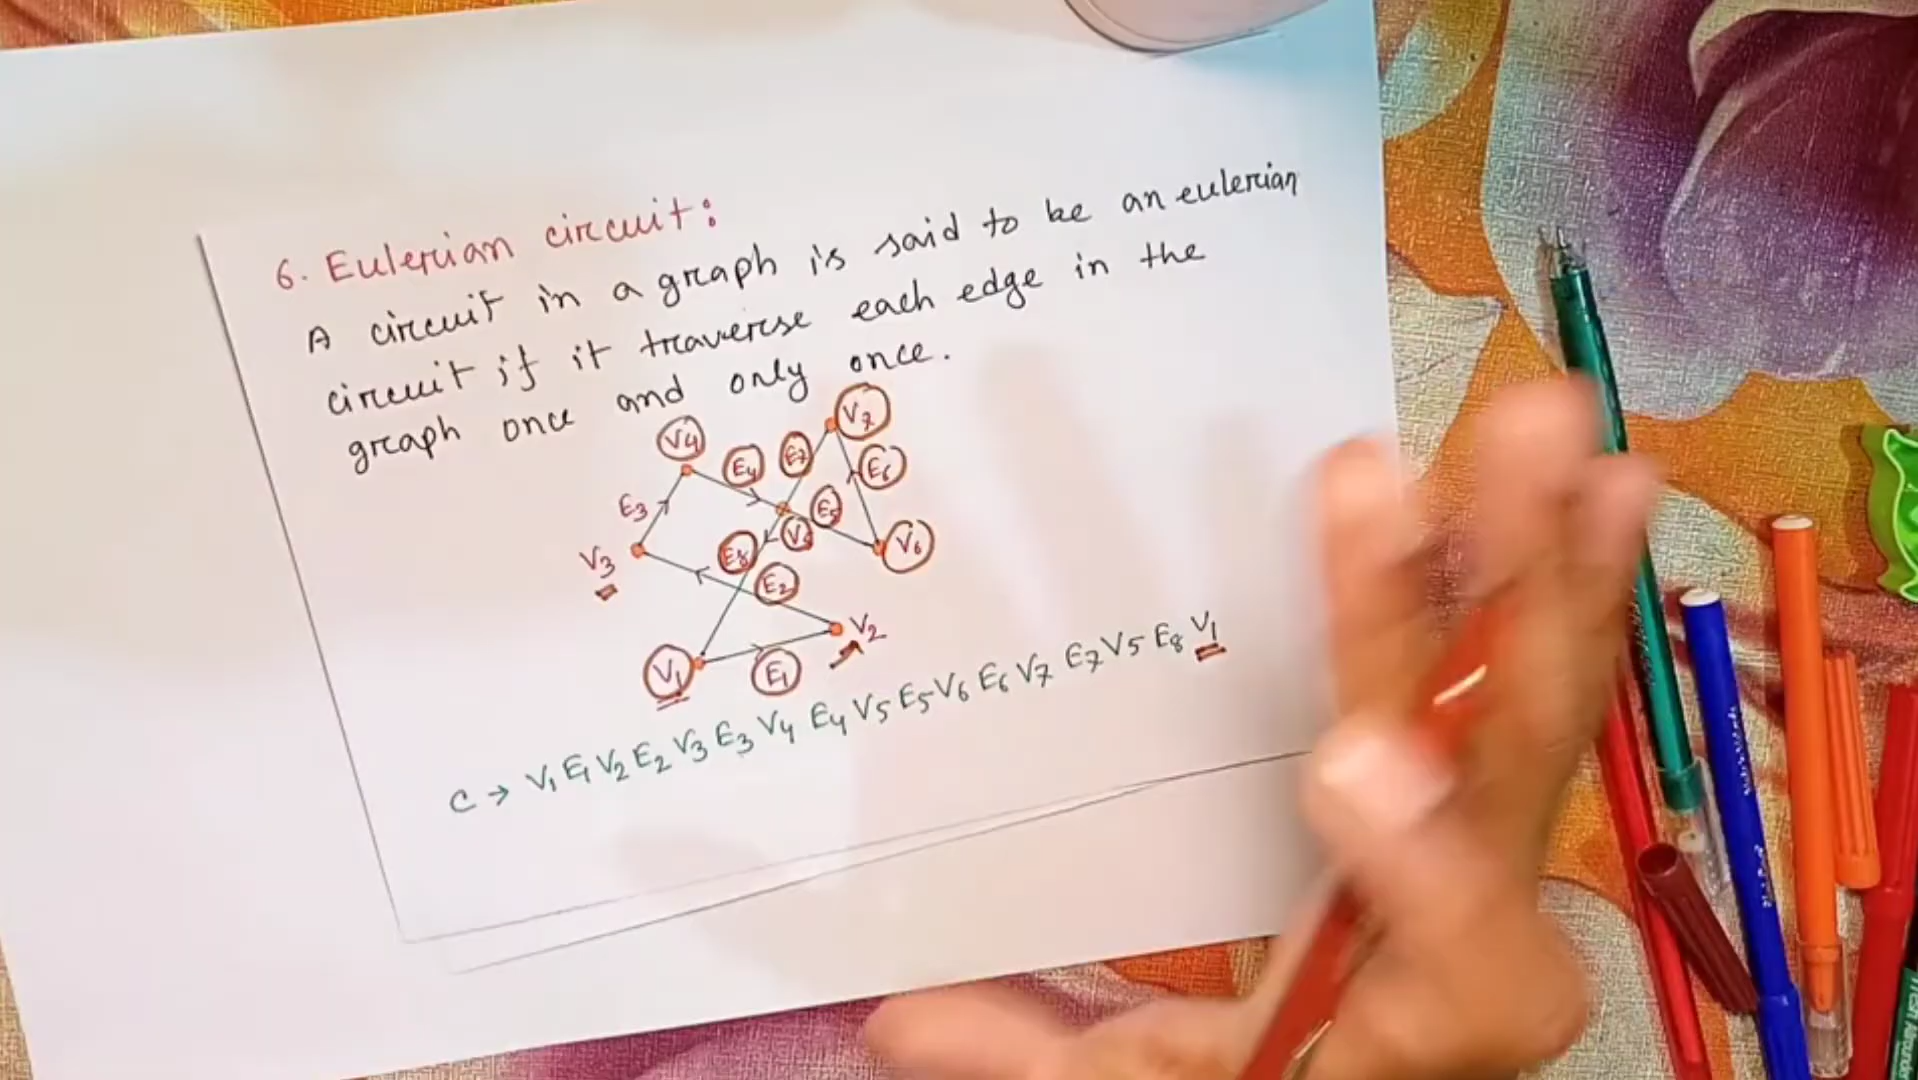 6. Eulerian circuit:
A circuit in a graph is said to be an eulerian
circuit if it traverse each edge in the
graph once and only once.
V4 E4 E7 V7
E3 E5 E6
V3 E8 V6
E2
V1 E1 V2
C → V1 E1 V2 E2 V3 E3 V4 E4 V5 E5 V6 E6 V7 E7 V5 E8 V1